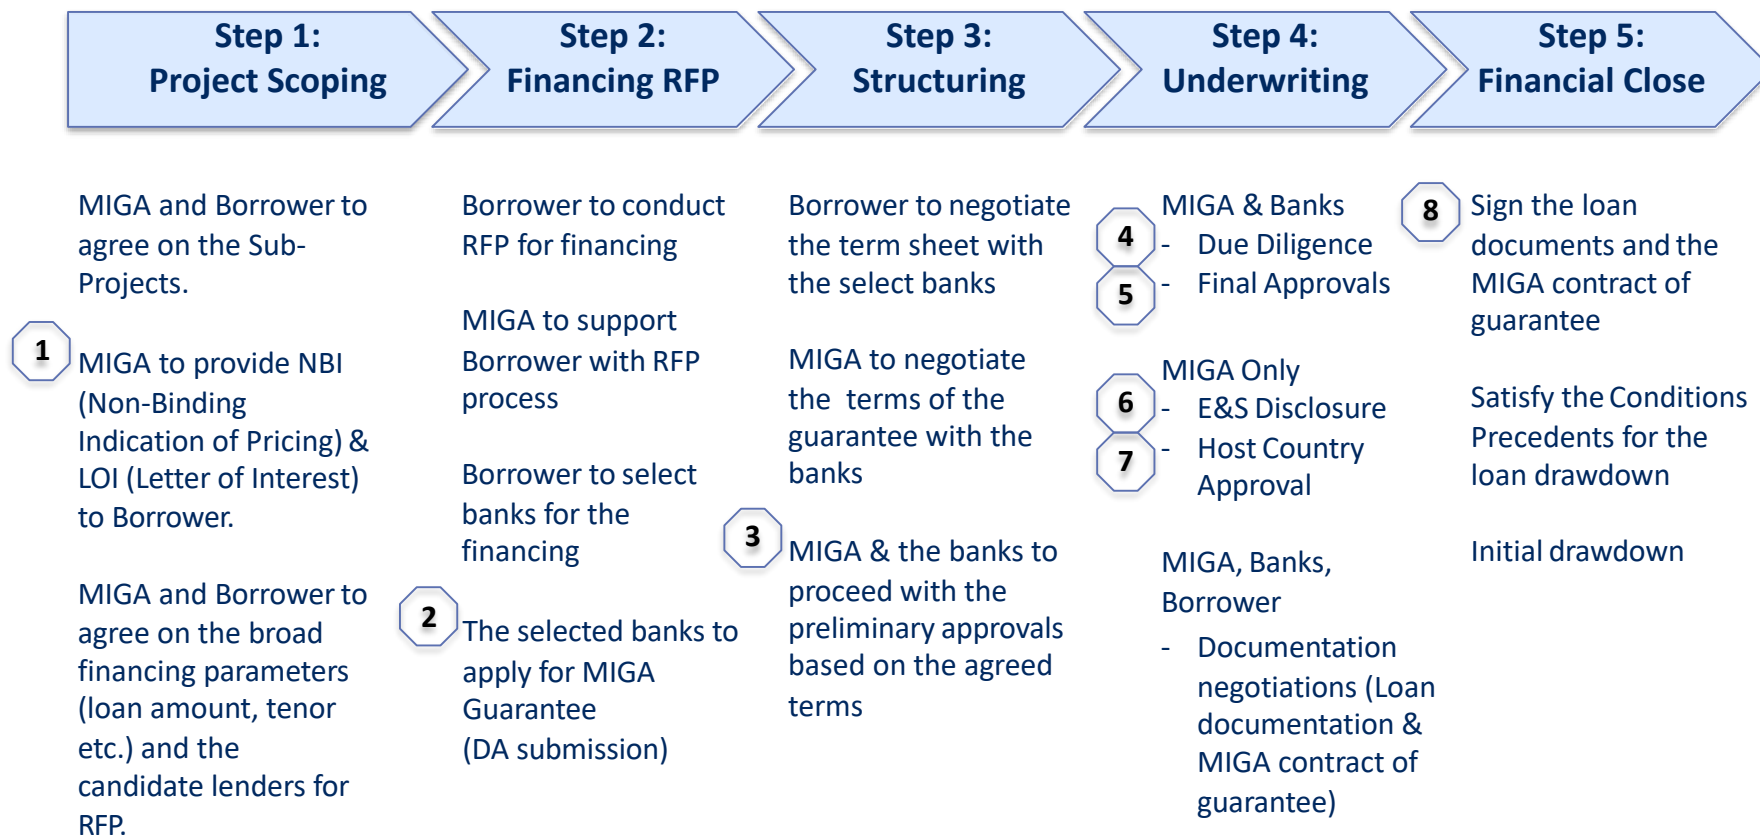 Step 1:
Project Scoping
Step 2:
Financing RFP
Step 3:
Structuring
Step 4:
Underwriting
Step 5:
Financial Close
MIGA and Borrower to
agree on the Sub-
Projects.
1
MIGA to provide NBI
(Non-Binding
Indication of Pricing) &
LOI (Letter of Interest)
to Borrower.
MIGA and Borrower to
agree on the broad
financing parameters
(loan amount, tenor
etc.) and the
candidate lenders for
RFP.
Borrower to conduct
RFP for financing
MIGA to support
Borrower with RFP
process
Borrower to select
banks for the
financing
2
The selected banks to
apply for MIGA
Guarantee
(DA submission)
Borrower to negotiate
the term sheet with
the select banks
MIGA to negotiate
the terms of the
guarantee with the
banks
3
MIGA & the banks to
proceed with the
preliminary approvals
based on the agreed
terms
MIGA & Banks
4
- Due Diligence
5
- Final Approvals
MIGA Only
6
- E&S Disclosure
7
- Host Country
Approval
MIGA, Banks,
Borrower
- Documentation
negotiations (Loan
documentation &
MIGA contract of
guarantee)
8
Sign the loan
documents and the
MIGA contract of
guarantee
Satisfy the Conditions
Precedents for the
loan drawdown
Initial drawdown